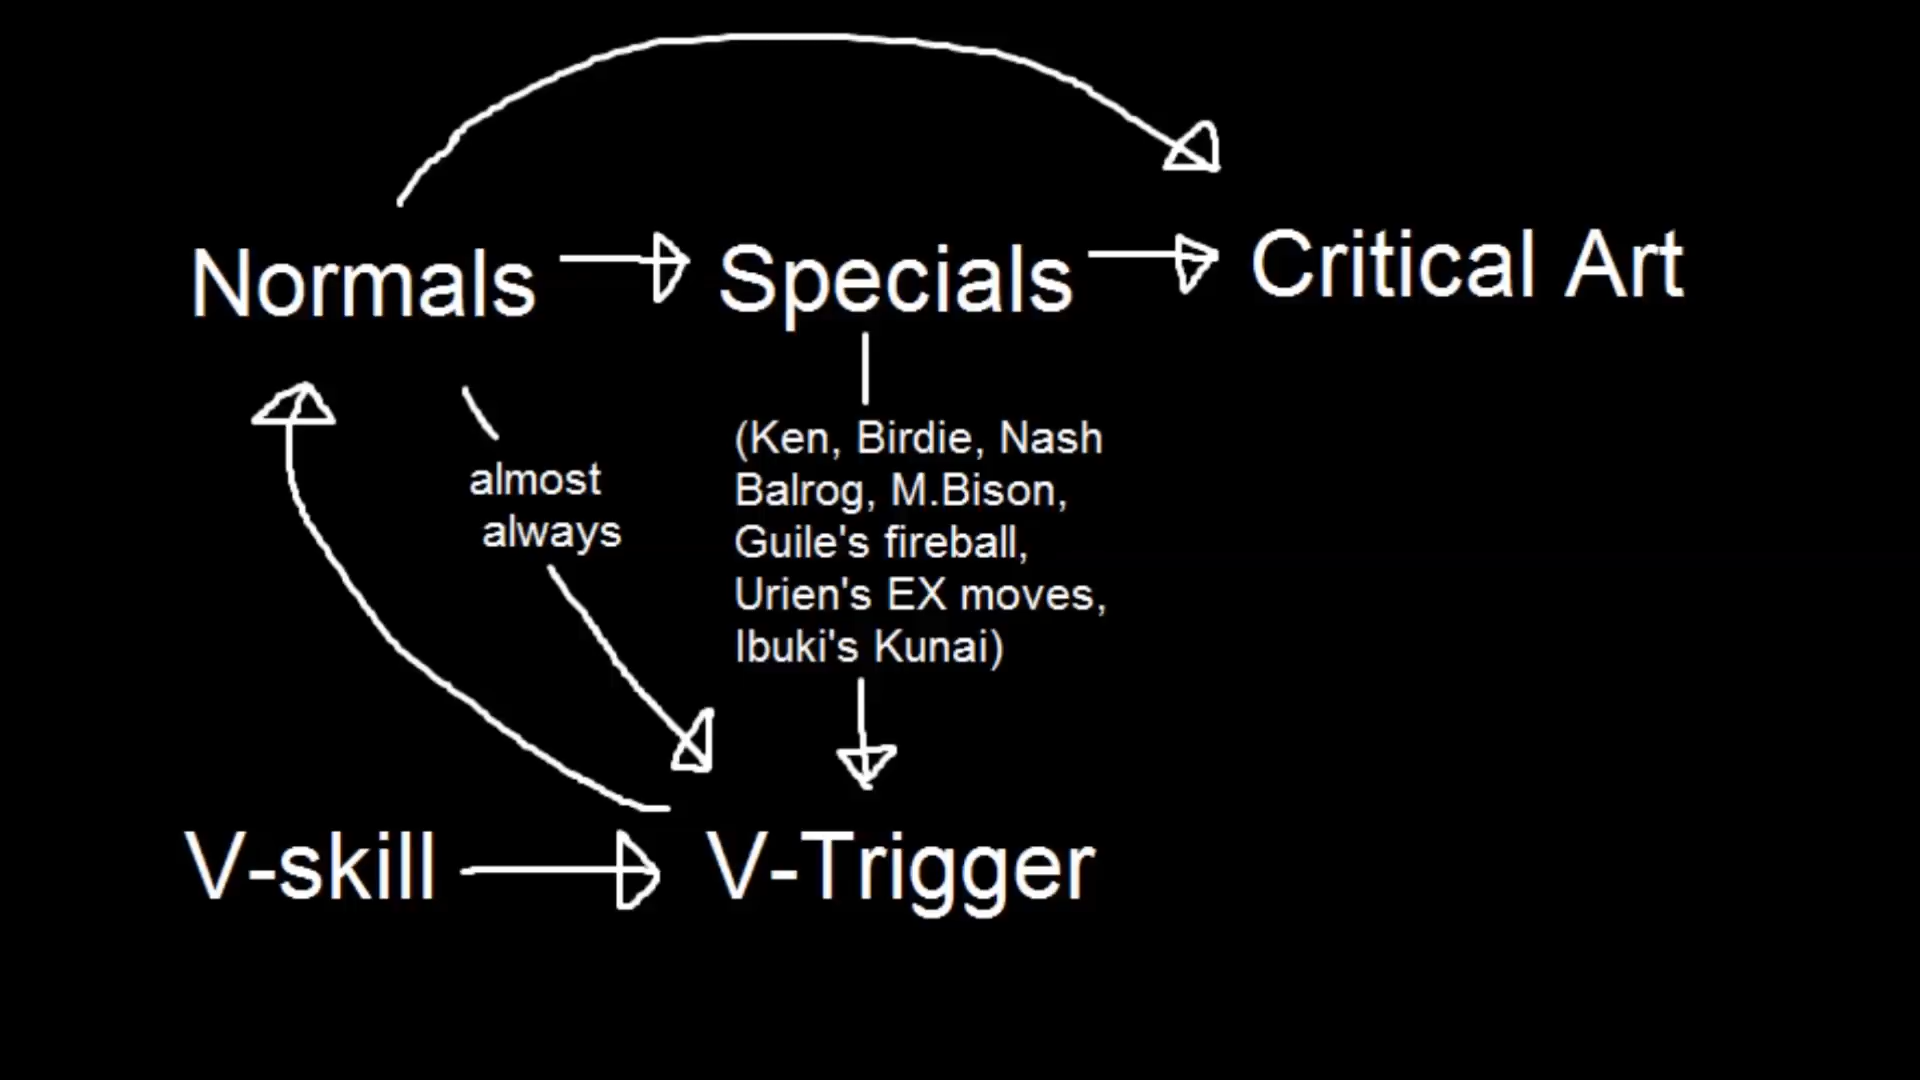 Normals
Specials
Critical Art
almost
always
(Ken, Birdie, Nash
Balrog, M.Bison,
Guile's fireball,
Urien's EX moves,
Ibuki's Kunai)
V-skill
V-Trigger